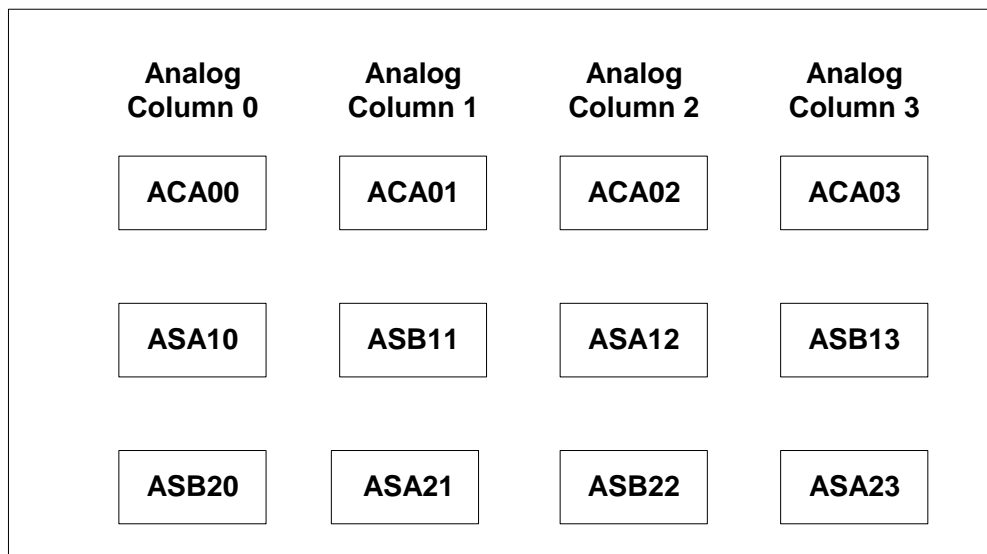 Analog Column 0
Analog Column 1
Analog Column 2
Analog Column 3
ACA00
ACA01
ACA02
ACA03
ASA10
ASB11
ASA12
ASB13
ASB20
ASA21
ASB22
ASA23